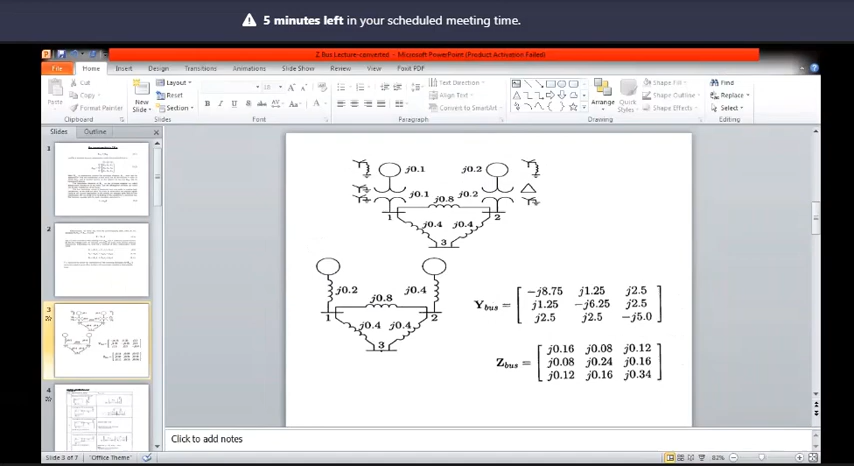 5 minutes left in your scheduled meeting time.
Z Bus Lecture-converted - Microsoft PowerPoint (Product Activation Failed)
File Home Insert Design Transitions Animations Slide Show Review View Foxit PDF
Cut
Copy
Format Painter
Paste
Clipboard
New
Slide
Layout
Reset
Section
Slides
Font
Paragraph
Text Direction
Align Text
Convert to SmartArt
Arrange
Quick
Styles
Shape Fill
Shape Outline
Shape Effects
Drawing
Find
Replace
Select
Editing
Slides Outline
1
2
3
4
j0.1 j0.2
j0.1 j0.2
j0.8
1 2
j0.4 j0.4
3
j0.2 j0.4
j0.8
1 2
j0.4 j0.4
3
Ybus =
-j8.75 j1.25 j2.5
j1.25 -j6.25 j2.5
j2.5 j2.5 -j5.0
Zbus =
j0.16 j0.08 j0.12
j0.08 j0.24 j0.16
j0.12 j0.16 j0.34
Click to add notes
Slide 3 of 7 "Office Theme" 82%